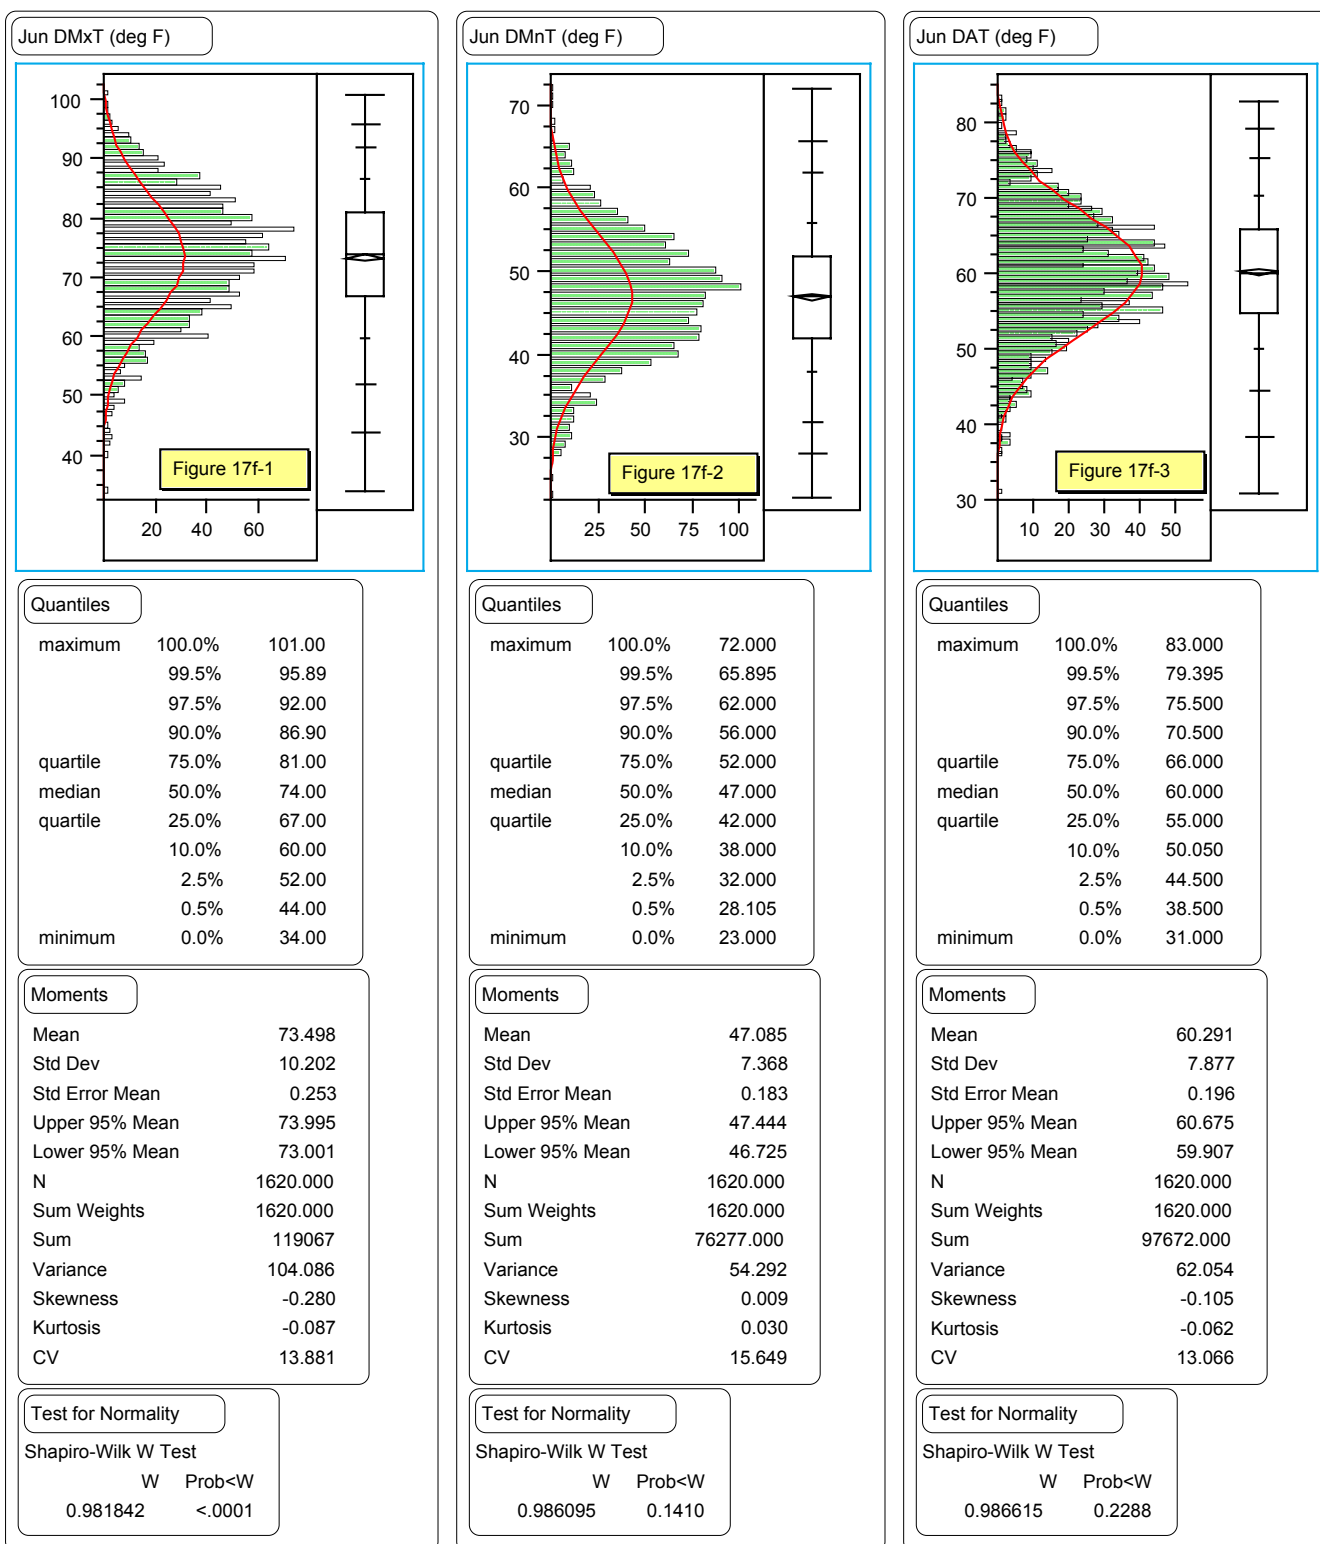 Jun DMxT (deg F)
100
90
80
70
60
50
40
20 40 60
Figure 17f-1
Quantiles
maximum 100.0% 101.00
99.5% 95.89
97.5% 92.00
90.0% 86.90
quartile 75.0% 81.00
median 50.0% 74.00
quartile 25.0% 67.00
10.0% 60.00
2.5% 52.00
0.5% 44.00
minimum 0.0% 34.00
Moments
Mean 73.498
Std Dev 10.202
Std Error Mean 0.253
Upper 95% Mean 73.995
Lower 95% Mean 73.001
N 1620.000
Sum Weights 1620.000
Sum 119067
Variance 104.086
Skewness -0.280
Kurtosis -0.087
CV 13.881
Test for Normality
Shapiro-Wilk W Test
W Prob<W
0.981842 <.0001
Jun DMnT (deg F)
70
60
50
40
30
25 50 75 100
Figure 17f-2
Quantiles
maximum 100.0% 72.000
99.5% 65.895
97.5% 62.000
90.0% 56.000
quartile 75.0% 52.000
median 50.0% 47.000
quartile 25.0% 42.000
10.0% 38.000
2.5% 32.000
0.5% 28.105
minimum 0.0% 23.000
Moments
Mean 47.085
Std Dev 7.368
Std Error Mean 0.183
Upper 95% Mean 47.444
Lower 95% Mean 46.725
N 1620.000
Sum Weights 1620.000
Sum 76277.000
Variance 54.292
Skewness 0.009
Kurtosis 0.030
CV 15.649
Test for Normality
Shapiro-Wilk W Test
W Prob<W
0.986095 0.1410
Jun DAT (deg F)
80
70
60
50
40
30
10 20 30 40 50
Figure 17f-3
Quantiles
maximum 100.0% 83.000
99.5% 79.395
97.5% 75.500
90.0% 70.500
quartile 75.0% 66.000
median 50.0% 60.000
quartile 25.0% 55.000
10.0% 50.050
2.5% 44.500
0.5% 38.500
minimum 0.0% 31.000
Moments
Mean 60.291
Std Dev 7.877
Std Error Mean 0.196
Upper 95% Mean 60.675
Lower 95% Mean 59.907
N 1620.000
Sum Weights 1620.000
Sum 97672.000
Variance 62.054
Skewness -0.105
Kurtosis -0.062
CV 13.066
Test for Normality
Shapiro-Wilk W Test
W Prob<W
0.986615 0.2288